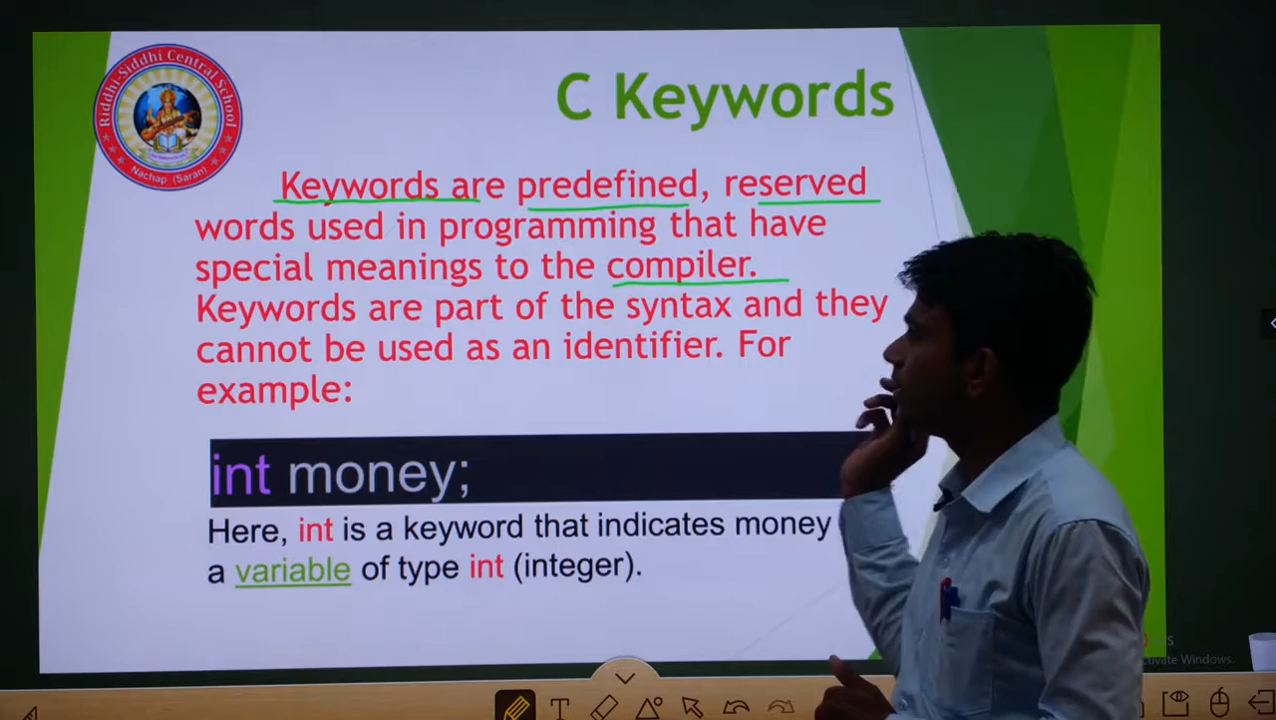 Riddhi-Siddhi Central School
Nachap (Saran)
C Keywords
Keywords are predefined, reserved
words used in programming that have
special meanings to the compiler.
Keywords are part of the syntax and they
cannot be used as an identifier. For
example:
int money;
Here, int is a keyword that indicates money
a variable of type int (integer).
Windows.
T